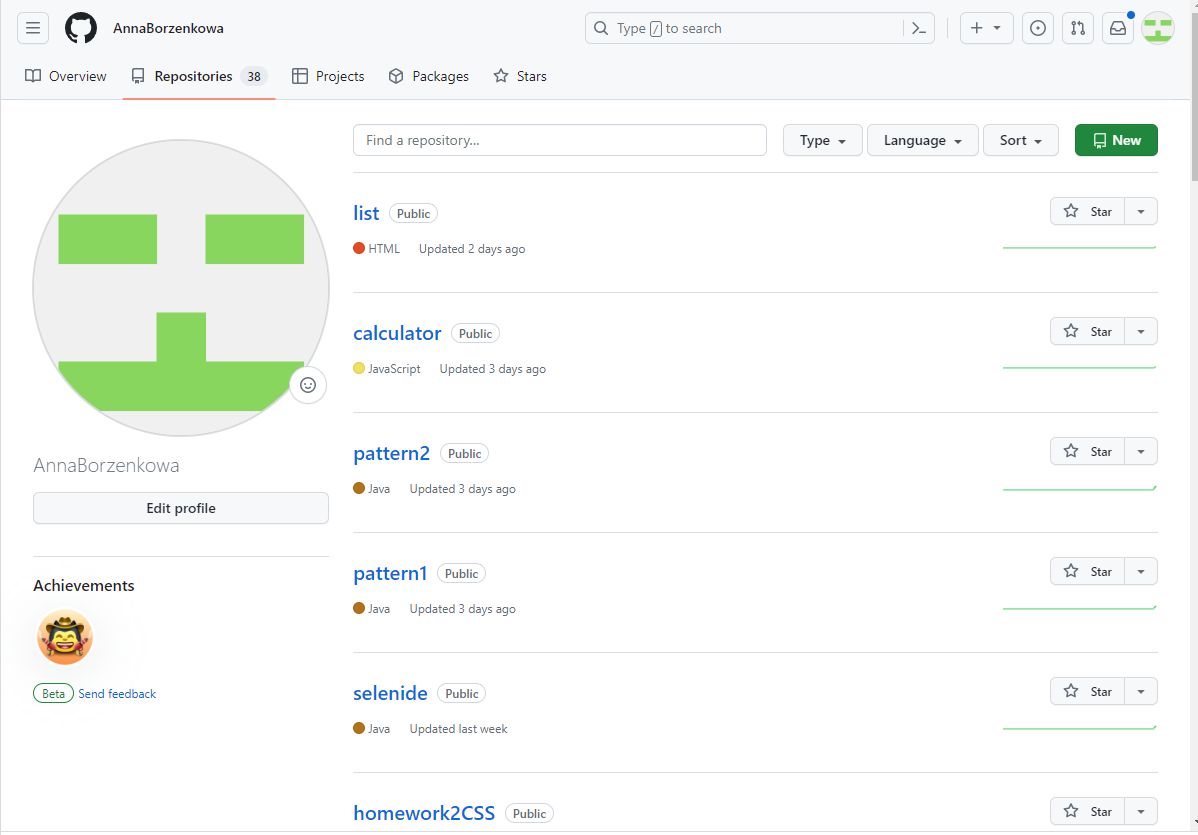 AnnaBorzenkowa
Type / to search
Overview
Repositories 38
Projects
Packages
Stars
Find a repository...
Type
Language
Sort
New
AnnaBorzenkowa
Edit profile
Achievements
Beta Send feedback
list Public
Star
HTML Updated 2 days ago
calculator Public
Star
JavaScript Updated 3 days ago
pattern2 Public
Star
Java Updated 3 days ago
pattern1 Public
Star
Java Updated 3 days ago
selenide Public
Star
Java Updated last week
homework2CSS Public
Star